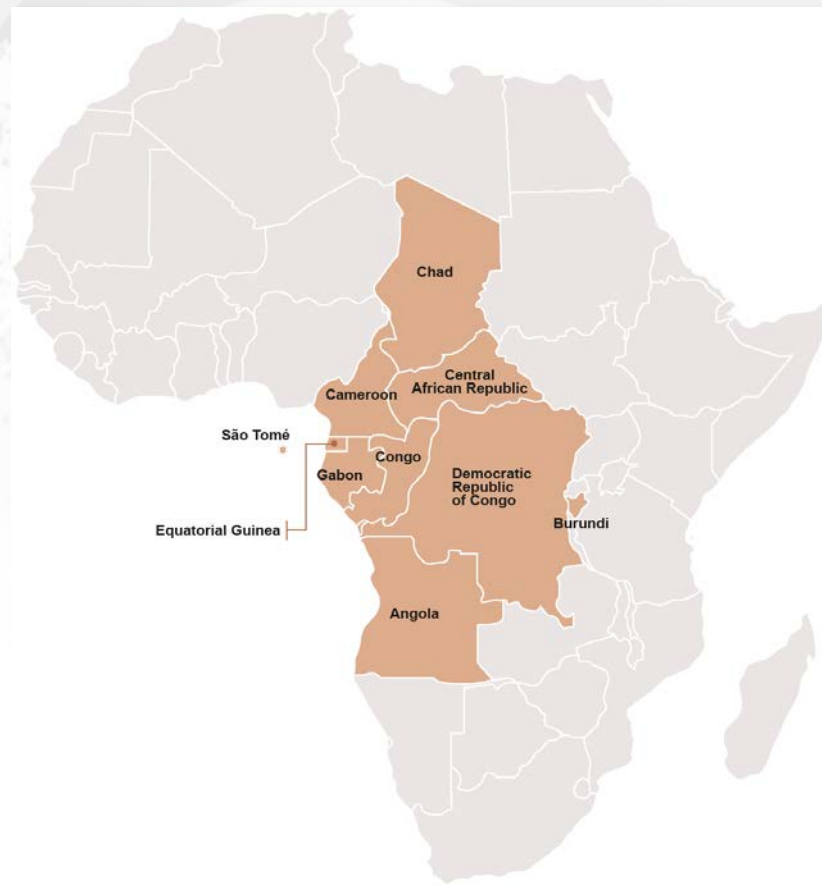 Chad
Central
African Republic
Cameroon
São Tomé
Congo
Gabon
Democratic
Republic
of Congo
Equatorial Guinea
Burundi
Angola